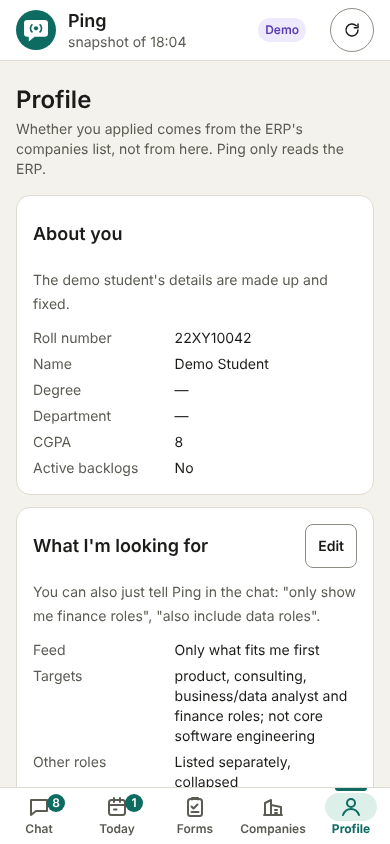 Ping
snapshot of 18:04
Demo
Profile
Whether you applied comes from the ERP's
companies list, not from here. Ping only reads the
ERP.
About you
The demo student's details are made up and
fixed.
Roll number 22XY10042
Name Demo Student
Degree —
Department —
CGPA 8
Active backlogs No
What I'm looking for
Edit
You can also just tell Ping in the chat: "only show
me finance roles", "also include data roles".
Feed Only what fits me first
Targets product, consulting,
business/data analyst and
finance roles; not core
software engineering
Other roles Listed separately,
collapsed
8 1
Chat Today Forms Companies Profile